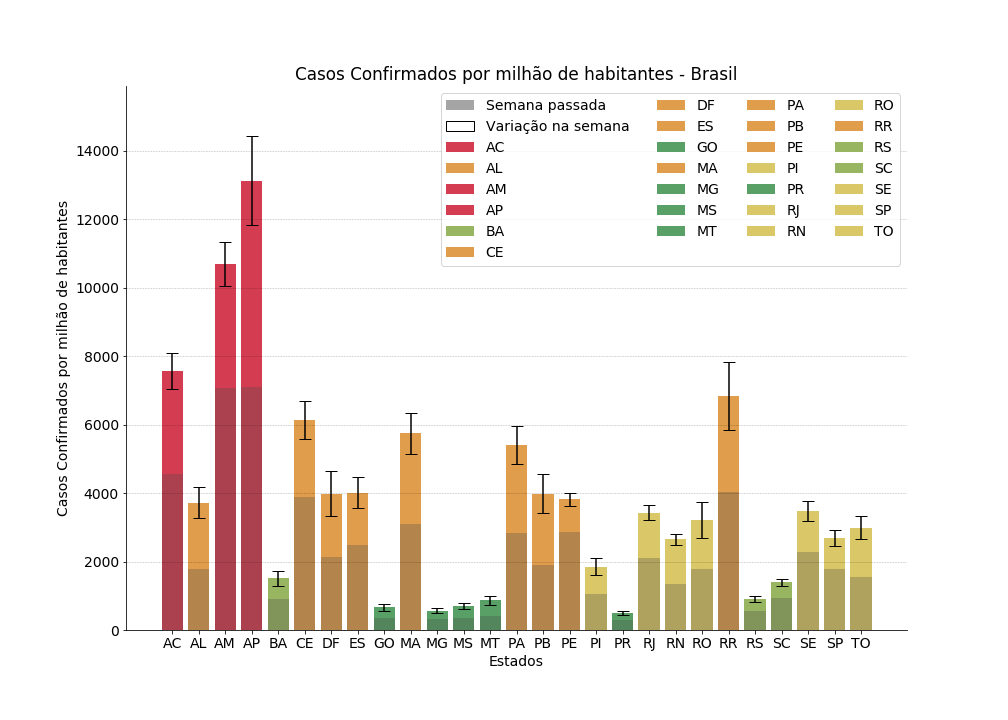 Casos Confirmados por milhão de habitantes - Brasil
Semana passada
Variação na semana
AC
AL
AM
AP
BA
CE
DF
ES
GO
MA
MG
MS
MT
PA
PB
PE
PI
PR
RJ
RN
RO
RR
RS
SC
SE
SP
TO
Casos Confirmados por milhão de habitantes
14000
12000
10000
8000
6000
4000
2000
0
AC AL AM AP BA CE DF ES GO MA MG MS MT PA PB PE PI PR RJ RN RO RR RS SC SE SP TO
Estados